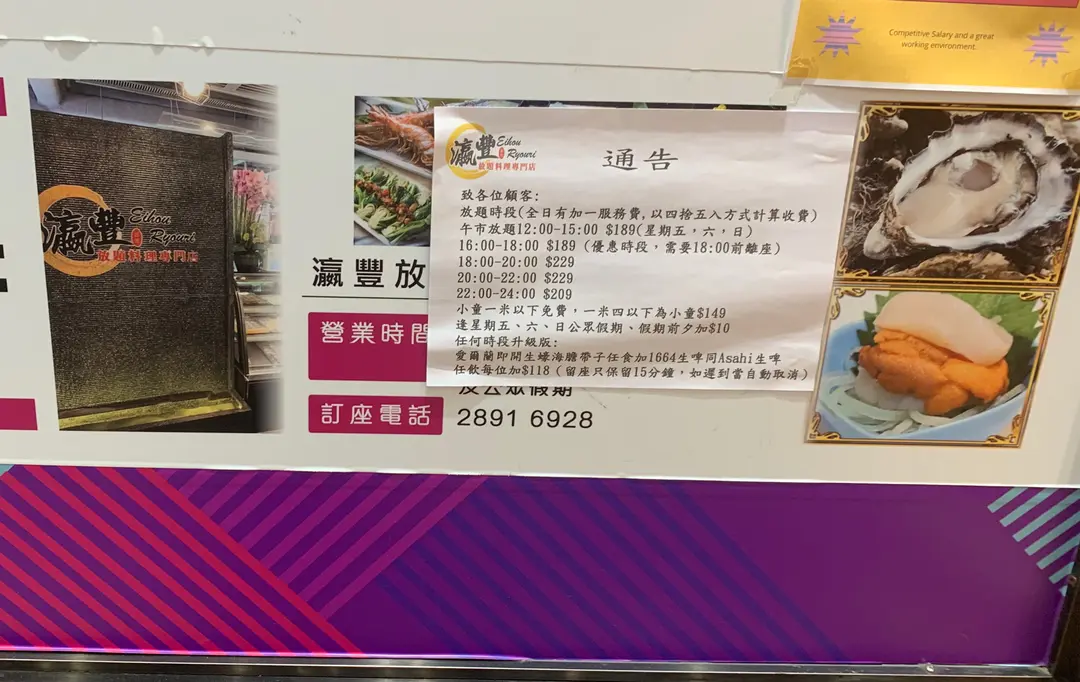 Competitive Salary and a great
working environment.
瀛豐
Eihou
Ryouri
放題料理專門店
瀛豐放
營業時間
及公眾假期
訂座電話
2891 6928
瀛豐
Eihou
Ryouri
放題料理專門店
通告
致各位顧客:
放題時段(全日有加一服務費,以四捨五入方式計算收費)
午市放題12:00-15:00 $189(星期五，六，日)
16:00-18:00 $189 (優惠時段，需要18:00前離座)
18:00-20:00 $229
20:00-22:00 $229
22:00-24:00 $209
小童一米以下免費，一米四以下為小童$149
逢星期五、六、日公眾假期、假期前夕加$10
任何時段升級版:
愛爾蘭即開生蠔海膽帶子任食加1664生啤同Asahi生啤
任飲每位加$118 (留座只保留15分鐘，如遲到當自動取消)